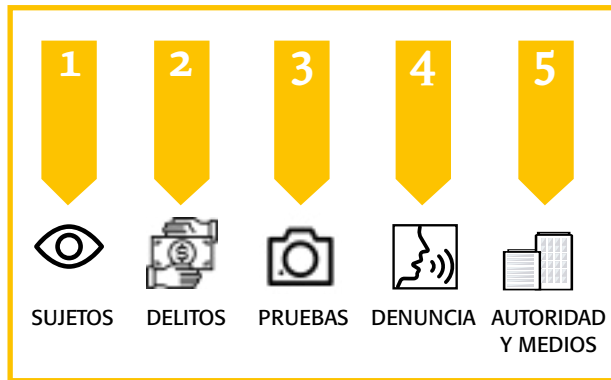 1 2 3 4 5
$
SUJETOS DELITOS PRUEBAS DENUNCIA AUTORIDAD
Y MEDIOS